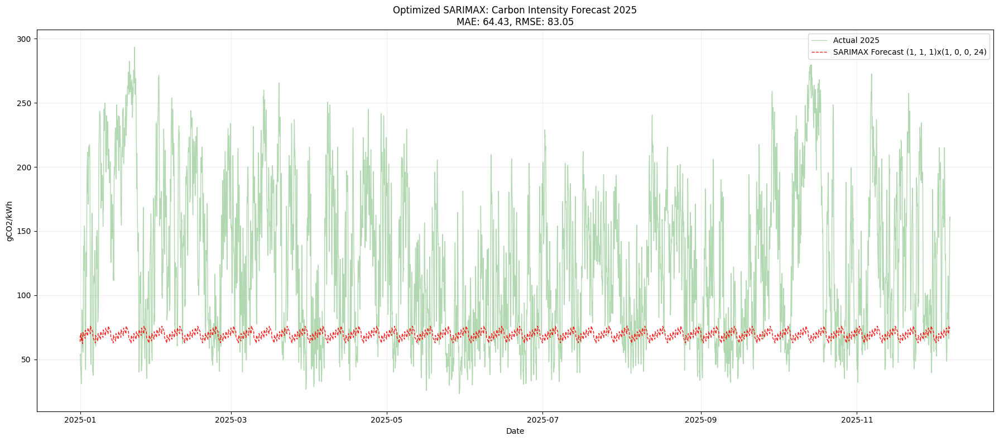 Optimized SARIMAX: Carbon Intensity Forecast 2025
MAE: 64.43, RMSE: 83.05
Actual 2025
SARIMAX Forecast (1, 1, 1)x(1, 0, 0, 24)
gCO2/kWh
300
250
200
150
100
50
2025-01
2025-03
2025-05
2025-07
2025-09
2025-11
Date